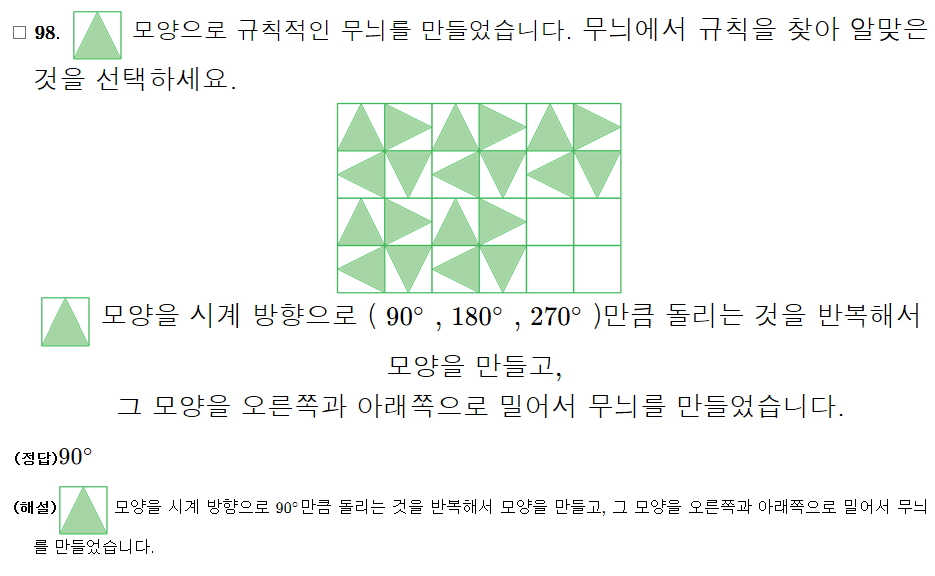 □ 98. 모양으로 규칙적인 무늬를 만들었습니다. 무늬에서 규칙을 찾아 알맞은
것을 선택하세요.
모양을 시계 방향으로 ( 90° , 180° , 270° )만큼 돌리는 것을 반복해서
모양을 만들고,
그 모양을 오른쪽과 아래쪽으로 밀어서 무늬를 만들었습니다.
(정답)90°
(해설) 모양을 시계 방향으로 90°만큼 돌리는 것을 반복해서 모양을 만들고, 그 모양을 오른쪽과 아래쪽으로 밀어서 무늬
를 만들었습니다.